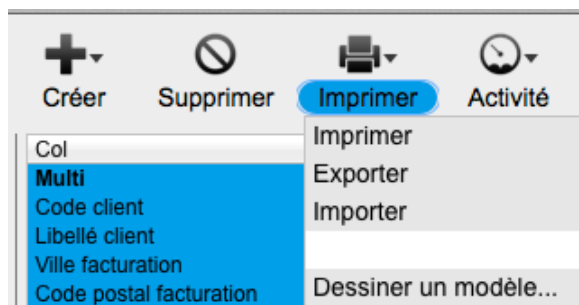 Créer Supprimer Imprimer Activité
Col
Multi
Code client
Libellé client
Ville facturation
Code postal facturation
Imprimer
Exporter
Importer
Dessiner un modèle...